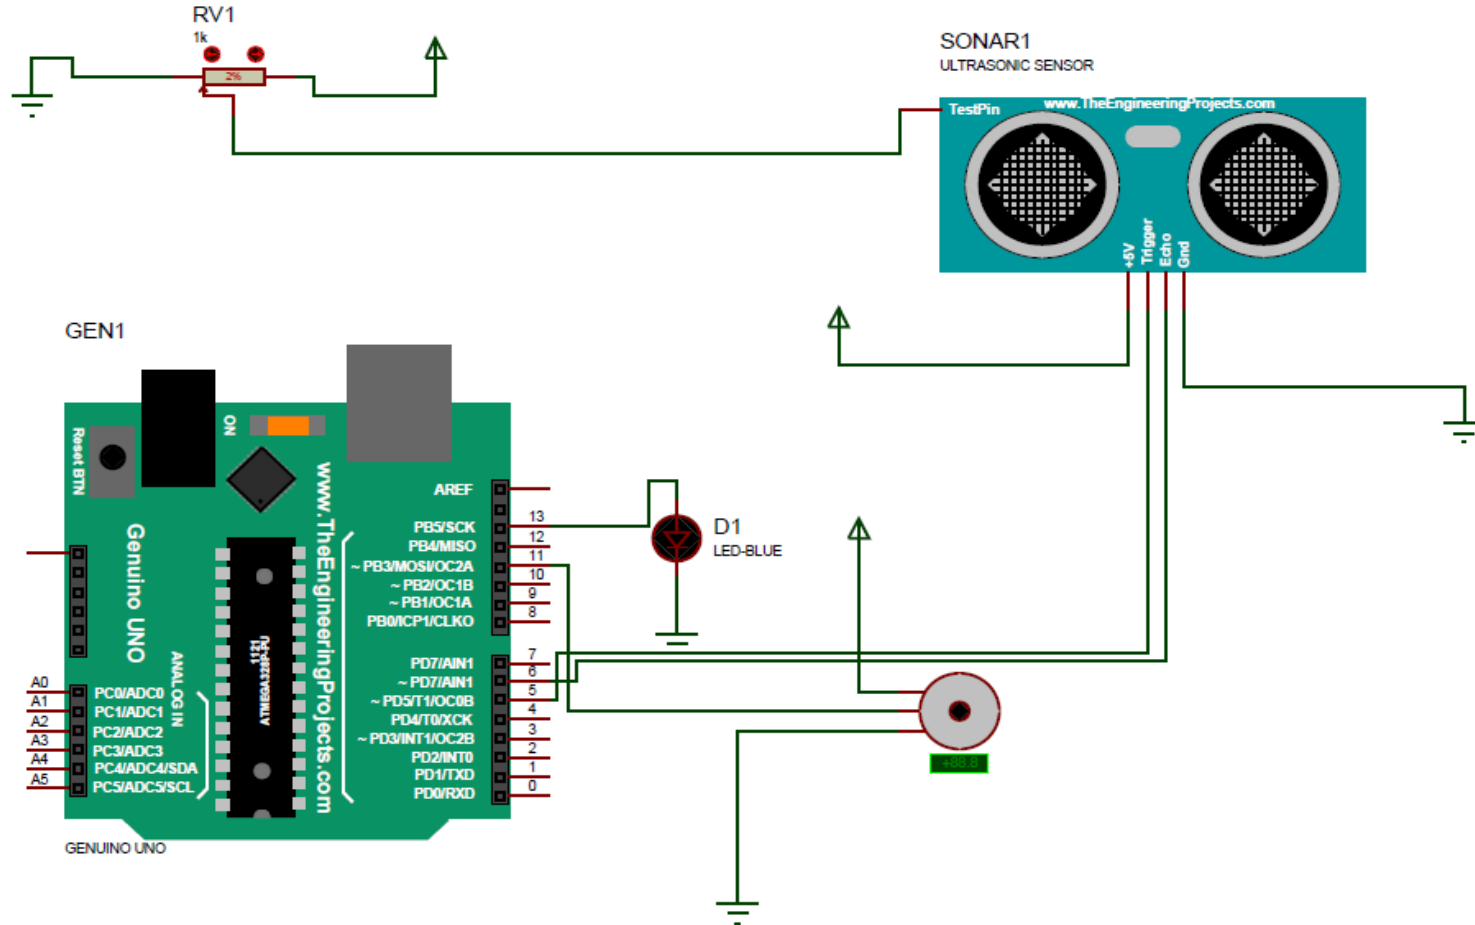 RV1
1k
2%
SONAR1
ULTRASONIC SENSOR
TestPin
www.TheEngineeringProjects.com
+5V
Trigger
Echo
Gnd
GEN1
ON
Reset BTN
Genuino UNO
ANALOG IN
1121
ATMEGA328P-PU
www.TheEngineeringProjects.com
AREF
PB5/SCK 13
PB4/MISO 12
~ PB3/MOSI/OC2A 11
~ PB2/OC1B 10
~ PB1/OC1A 9
PB0/ICP1/CLKO 8
PD7/AIN1 7
~ PD7/AIN1 6
~ PD5/T1/OC0B 5
PD4/T0/XCK 4
~ PD3/INT1/OC2B 3
PD2/INT0 2
PD1/TXD 1
PD0/RXD 0
A0 PC0/ADC0
A1 PC1/ADC1
A2 PC2/ADC2
A3 PC3/ADC3
A4 PC4/ADC4/SDA
A5 PC5/ADC5/SCL
GENUINO UNO
D1
LED-BLUE
+88.8